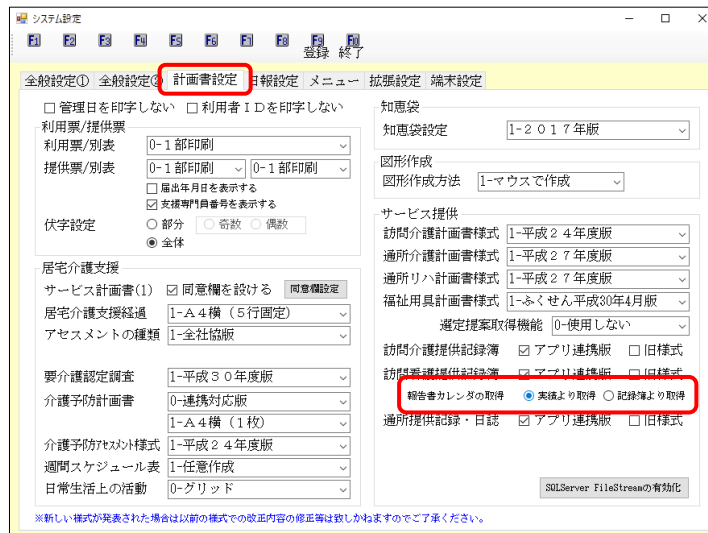 システム設定
F1 F2 F3 F4 F5 F6 F7 F8 F9 F10
登録 終了
全般設定① 全般設定② 計画書設定 日報設定 メニュー 拡張設定 端末設定
管理日を印字しない 利用者ＩＤを印字しない
利用票/提供票
利用票/別表 0-1部印刷
提供票/別表 0-1部印刷 0-1部印刷
届出年月日を表示する
支援専門員番号を表示する
伏字設定 部分 奇数 偶数
全体
居宅介護支援
サービス計画書(1) 同意欄を設ける 同意欄設定
居宅介護支援経過 1-Ａ４横（５行固定）
アセスメントの種類 1-全社協版
要介護認定調査 1-平成３０年度版
介護予防計画書 0-連携対応版
1-Ａ４横（１枚）
介護予防ｱｾｽﾒﾝﾄ様式 1-平成２４年度版
週間スケジュール表 1-任意作成
日常生活上の活動 0-グリッド
知恵袋
知恵袋設定 1-２０１７年版
図形作成
図形作成方法 1-マウスで作成
サービス提供
訪問介護計画書様式 1-平成２４年度版
通所介護計画書様式 1-平成２７年度版
通所リハ計画書様式 1-平成２７年度版
福祉用具計画書様式 1-ふくせん平成30年4月版
選定提案取得機能 0-使用しない
訪問介護提供記録簿 アプリ連携版 旧様式
訪問看護提供記録簿 アプリ連携版 旧様式
報告書カレンダの取得 実績より取得 記録簿より取得
通所提供記録・日誌 アプリ連携版 旧様式
SQLServer FileStreamの有効化
※新しい様式が発表された場合は以前の様式での改正内容の修正等は致しかねますのでご了承ください。